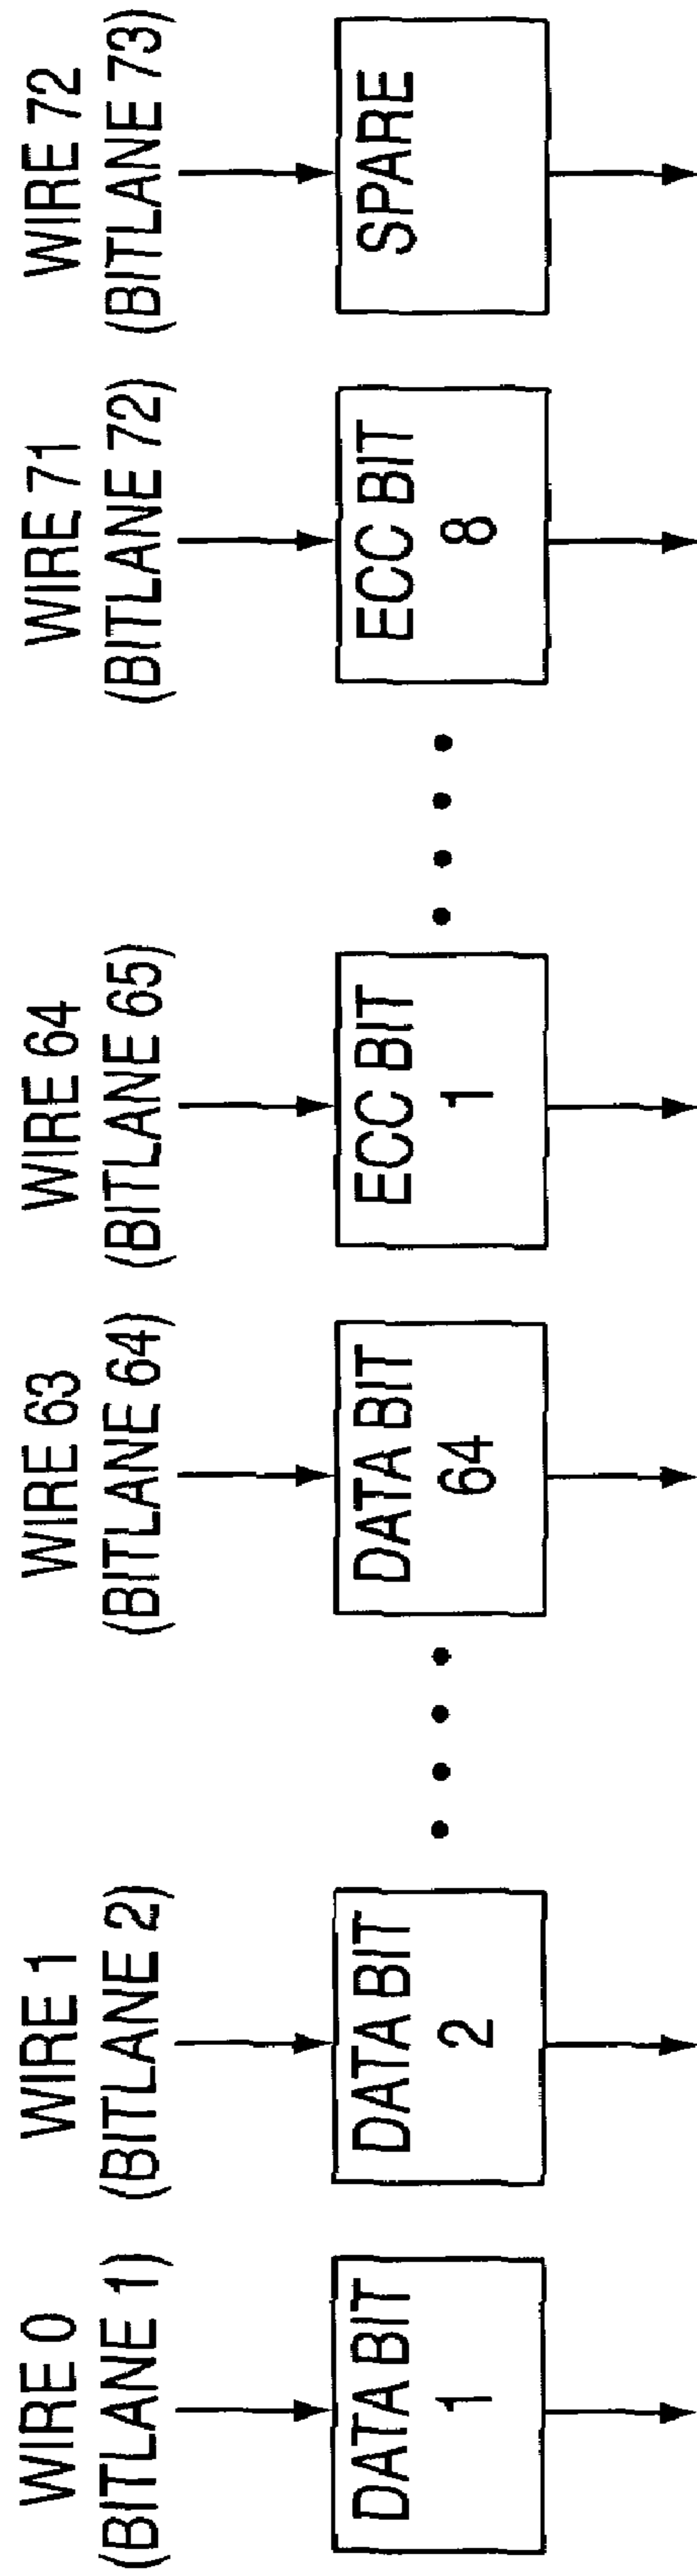 WIRE 0
(BITLANE 1)
DATA BIT
1
WIRE 1
(BITLANE 2)
DATA BIT
2
WIRE 63
(BITLANE 64)
DATA BIT
64
WIRE 64
(BITLANE 65)
ECC BIT
1
WIRE 71
(BITLANE 72)
ECC BIT
8
WIRE 72
(BITLANE 73)
SPARE